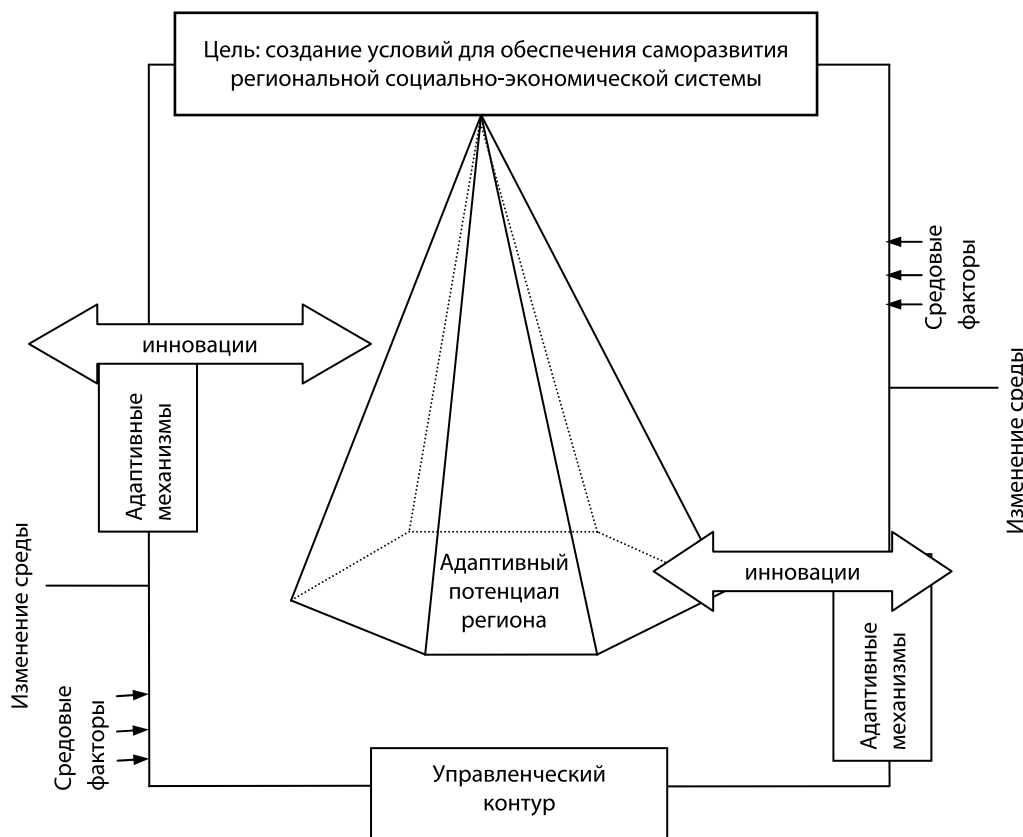 Цель: создание условий для обеспечения саморазвития
региональной социально-экономической системы
Средовые
факторы
инновации
Адаптивные
механизмы
Изменение среды
Адаптивный
потенциал
региона
инновации
Изменение среды
Адаптивные
механизмы
Средовые
факторы
Управленческий
контур